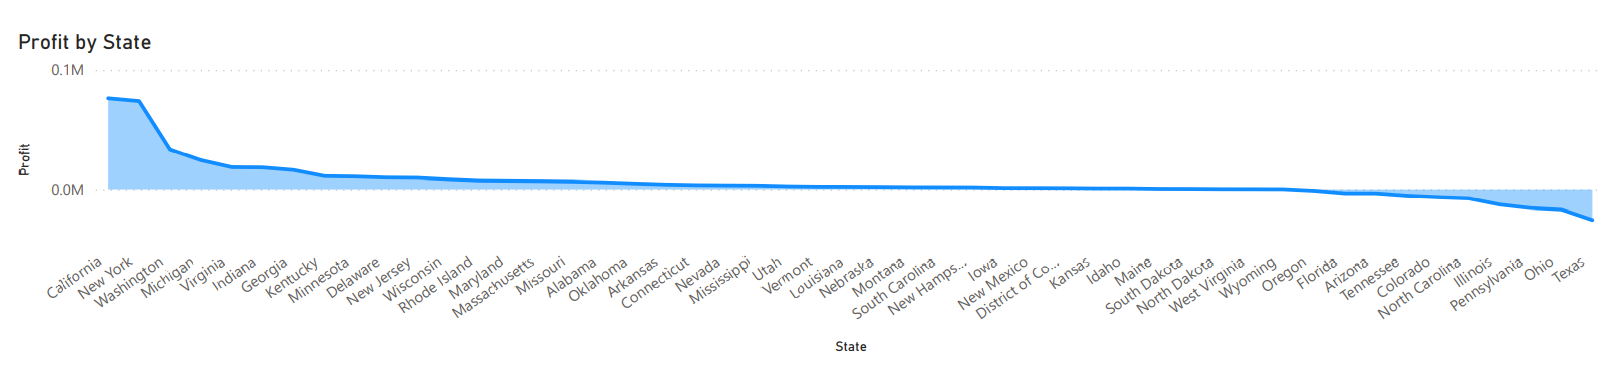 Profit by State
0.1M
0.0M
Profit
California
New York
Washington
Michigan
Virginia
Indiana
Georgia
Kentucky
Minnesota
Delaware
New Jersey
Wisconsin
Rhode Island
Maryland
Massachusetts
Missouri
Alabama
Oklahoma
Arkansas
Connecticut
Nevada
Mississippi
Utah
Vermont
Louisiana
Nebraska
Montana
South Carolina
New Hamps...
Iowa
New Mexico
District of Co...
Kansas
Idaho
Maine
South Dakota
North Dakota
West Virginia
Wyoming
Oregon
Florida
Arizona
Tennessee
Colorado
North Carolina
Illinois
Pennsylvania
Ohio
Texas
State